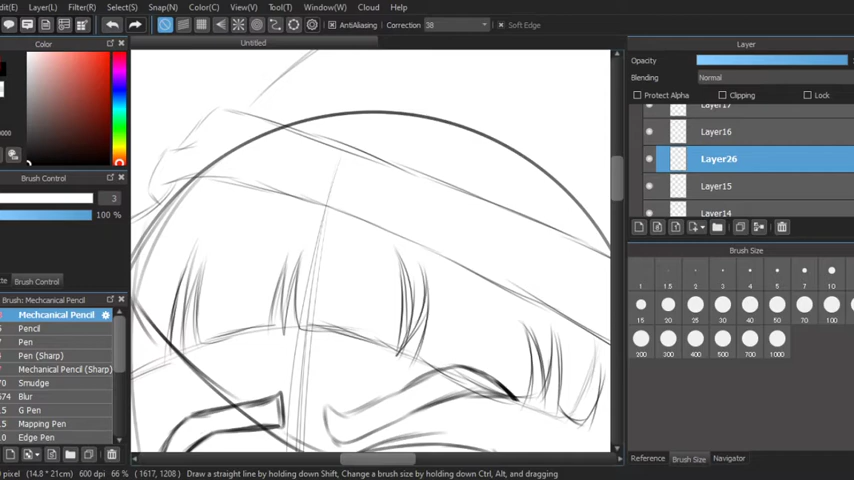 Edit(E) Layer(L) Filter(R) Select(S) Snap(N) Color(C) View(V) Tool(T) Window(W) Cloud Help
AntiAliasing Correction 38 Soft Edge
Color
Untitled
Layer
Opacity
Blending Normal
Protect Alpha Clipping Lock
Layer17
Layer16
Layer26
Layer15
Layer14
Brush Control
3
100 %
Brush Control
Brush: Mechcanical Pencil
Mechcanical Pencil
Pencil
Pen
Pen (Sharp)
Mechcanical Pencil (Sharp)
70 Smudge
Blur
G Pen
Mapping Pen
Edge Pen
Brush Size
1 1.5 2 3 4 5 7 10
15 20 25 30 40 50 70 100
200 300 500 700 1000
Reference Brush Size Navigator
pixel (14.8 * 21cm) 600 dpi 66 % (1617, 1208) Draw a straight line by holding down Shift, Change a brush size by holding down Ctrl, Alt, and dragging